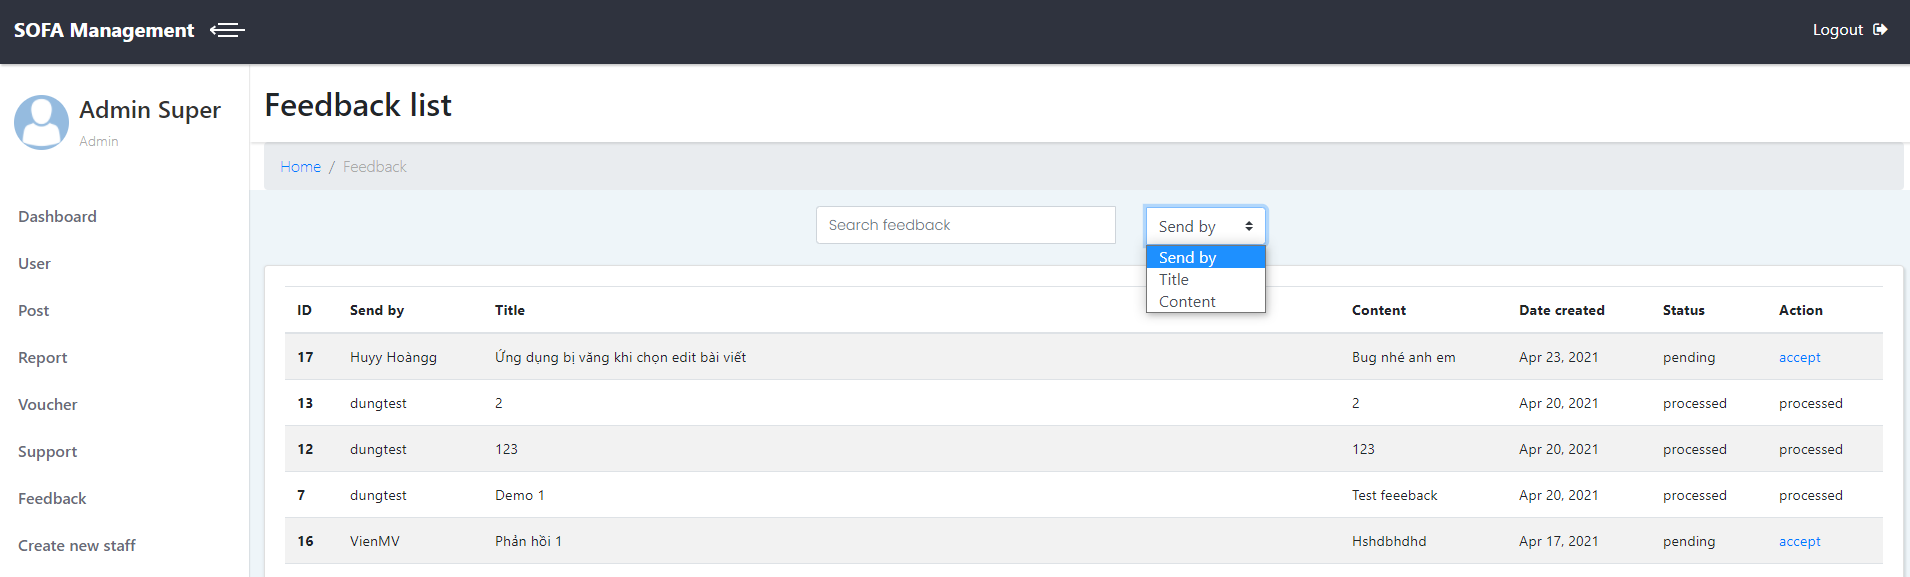 SOFA Management
Logout
Admin Super
Admin
Dashboard
User
Post
Report
Voucher
Support
Feedback
Create new staff
Feedback list
Home / Feedback
Search feedback
Send by
Send by
Title
Content
ID Send by Title Content Date created Status Action
17 Huyy Hoàngg Ứng dụng bị văng khi chọn edit bài viết Bug nhé anh em Apr 23, 2021 pending accept
13 dungtest 2 2 Apr 20, 2021 processed processed
12 dungtest 123 123 Apr 20, 2021 processed processed
7 dungtest Demo 1 Test feeeback Apr 20, 2021 processed processed
16 VienMV Phản hồi 1 Hshdbhdhd Apr 17, 2021 pending accept